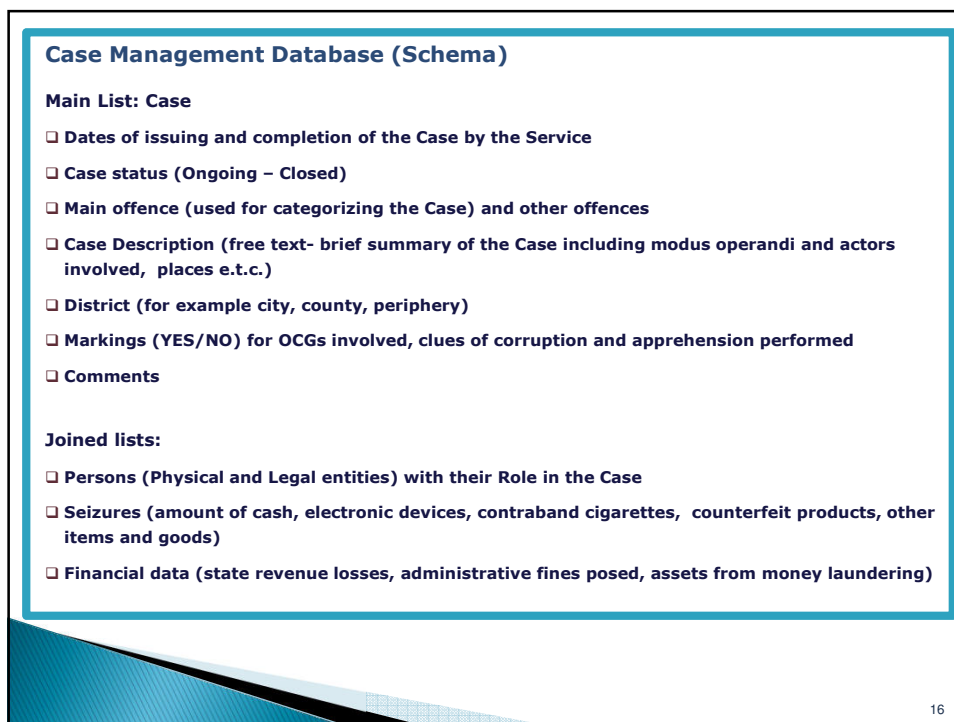 Case Management Database (Schema)
Main List: Case
❑ Dates of issuing and completion of the Case by the Service
❑ Case status (Ongoing – Closed)
❑ Main offence (used for categorizing the Case) and other offences
❑ Case Description (free text- brief summary of the Case including modus operandi and actors
involved, places e.t.c.)
❑ District (for example city, county, periphery)
❑ Markings (YES/NO) for OCGs involved, clues of corruption and apprehension performed
❑ Comments
Joined lists:
❑ Persons (Physical and Legal entities) with their Role in the Case
❑ Seizures (amount of cash, electronic devices, contraband cigarettes, counterfeit products, other
items and goods)
❑ Financial data (state revenue losses, administrative fines posed, assets from money laundering)
16